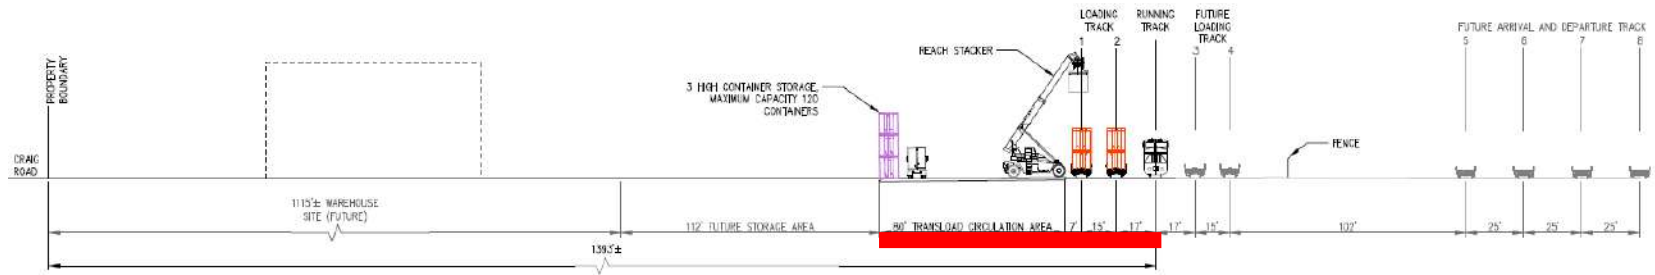 LOADING
TRACK
RUNNING
TRACK
FUTURE
LOADING
TRACK
FUTURE ARRIVAL AND DEPARTURE TRACK
1
2
3
4
5
6
7
8
REACH STACKER
PROPERTY
BOUNDARY
3 HIGH CONTAINER STORAGE,
MAXIMUM CAPACITY 120
CONTAINERS
FENCE
CRAIG
ROAD
1115'± WAREHOUSE
SITE (FUTURE)
112' FUTURE STORAGE AREA
80' TRANSLOAD CIRCULATION AREA
7'
15'
17'
17'
15'
102'
25'
25'
25'
1393'±